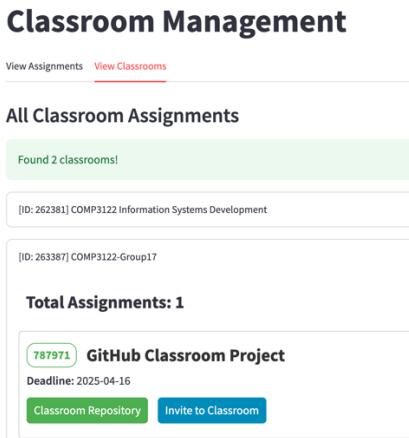 Classroom Management
View Assignments View Classrooms
All Classroom Assignments
Found 2 classrooms!
[ID: 262381] COMP3122 Information Systems Development
[ID: 263387] COMP3122-Group17
Total Assignments: 1
787971 GitHub Classroom Project
Deadline: 2025-04-16
Classroom Repository Invite to Classroom